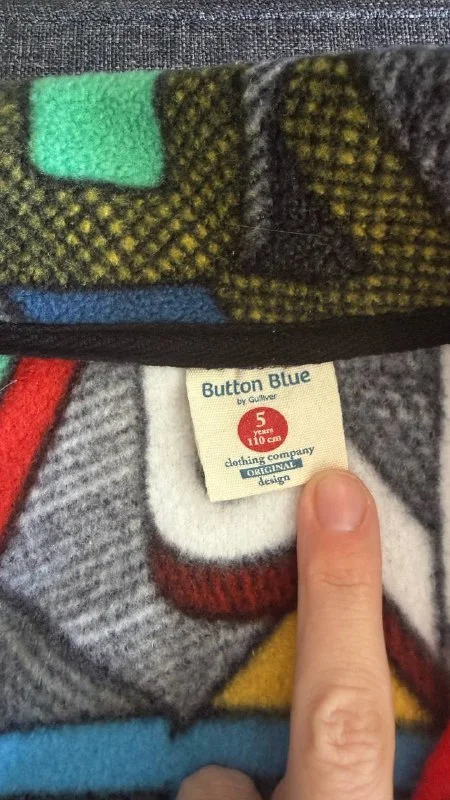 Button Blue
by Gulliver
5
years
110 cm
clothing company
ORIGINAL
design